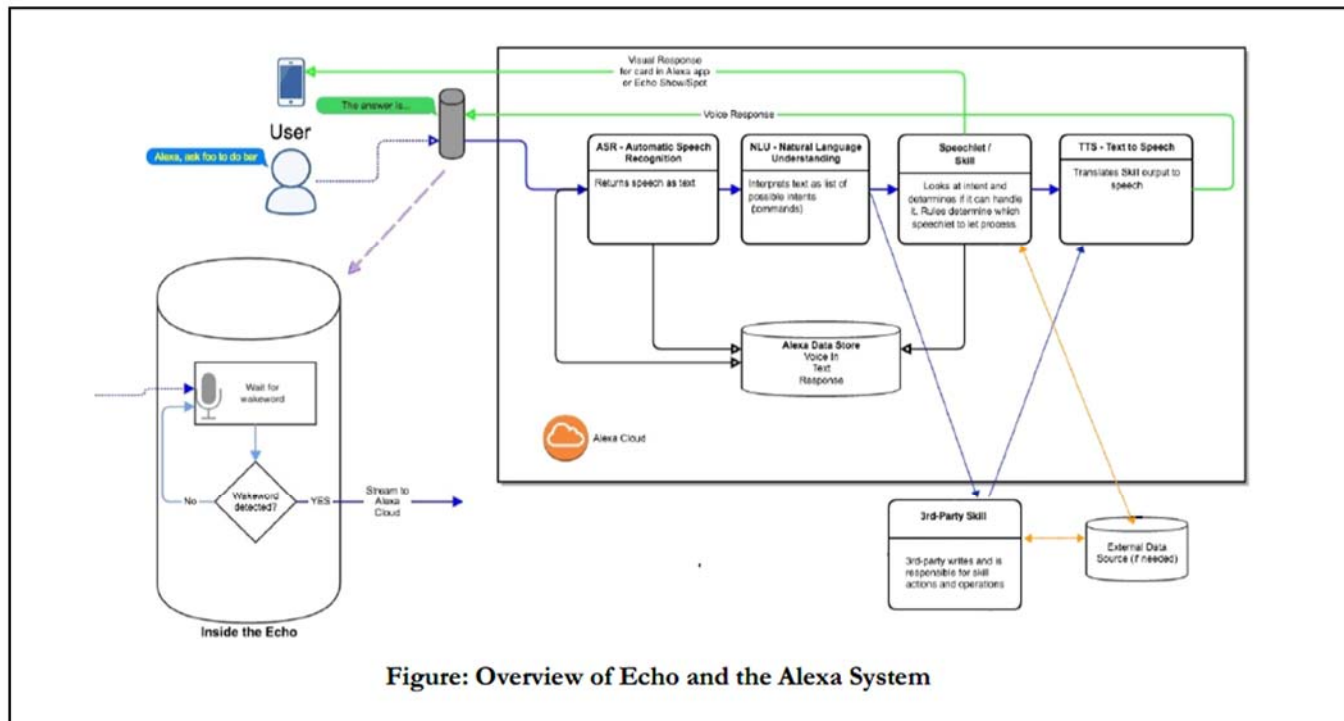 Visual Response
for card in Alexa app
or Echo Show/Spot
The answer is...
Voice Response
User
Alexa, ask foo to do bar
ASR - Automatic Speech
Recognition
Returns speech as text
NLU - Natural Language
Understanding
Interprets text as list of
possible intents
(commands)
Speechlet /
Skill
Looks at intent and
determines if it can handle
it. Rules determine which
speechlet to let process.
TTS - Text to Speech
Translates Skill output to
speech
Alexa Data Store
Voice In
Text
Response
Alexa Cloud
Wait for
wakeword
Wakeword
detected?
No
YES
Stream to
Alexa
Cloud
Inside the Echo
3rd-Party Skill
3rd-party writes and is
responsible for skill
actions and operations
External Data
Source (if needed)
Figure: Overview of Echo and the Alexa System